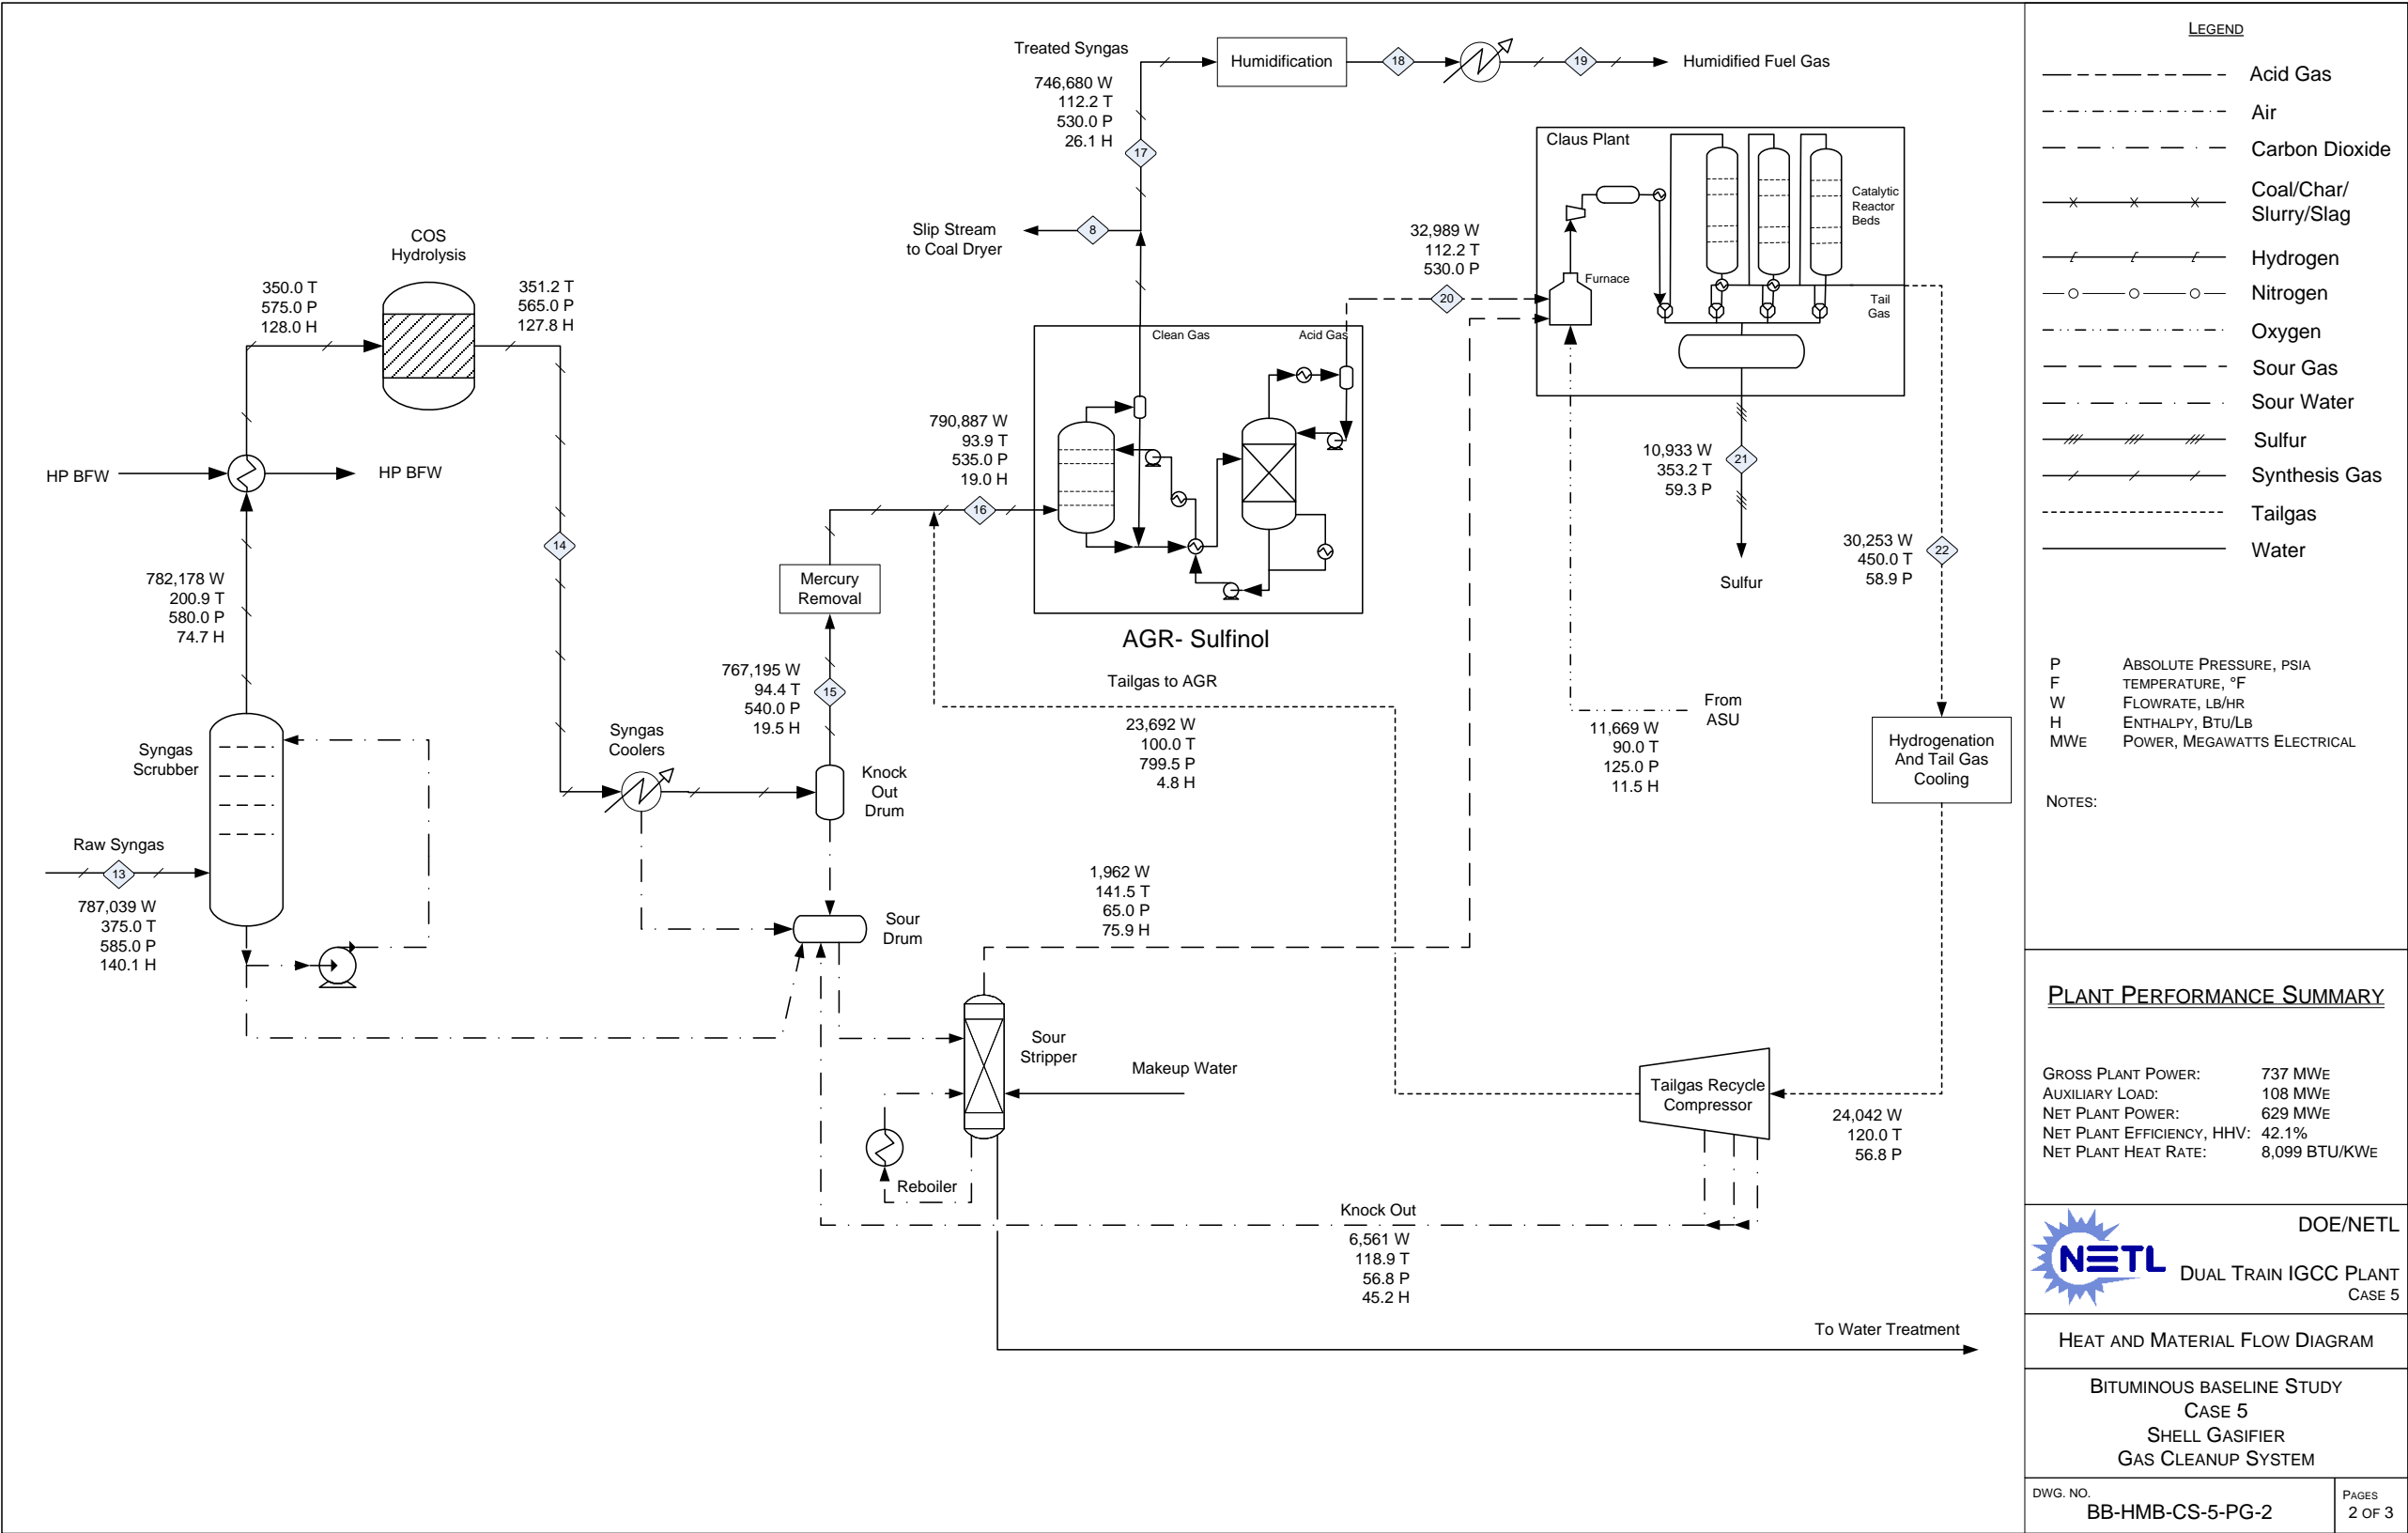 Treated Syngas
746,680 W
112.2 T
530.0 P
26.1 H
17
Humidification
18
19
Humidified Fuel Gas
Slip Stream
to Coal Dryer
8
COS
Hydrolysis
350.0 T
575.0 P
128.0 H
351.2 T
565.0 P
127.8 H
HP BFW
HP BFW
782,178 W
200.9 T
580.0 P
74.7 H
14
Syngas
Scrubber
Raw Syngas
13
787,039 W
375.0 T
585.0 P
140.1 H
Syngas
Coolers
Knock
Out
Drum
767,195 W
94.4 T
540.0 P
19.5 H
15
Mercury
Removal
790,887 W
93.9 T
535.0 P
19.0 H
16
Clean Gas
Acid Gas
AGR- Sulfinol
Tailgas to AGR
23,692 W
100.0 T
799.5 P
4.8 H
32,989 W
112.2 T
530.0 P
20
Claus Plant
Furnace
Catalytic
Reactor
Beds
Tail
Gas
10,933 W
353.2 T
59.3 P
21
Sulfur
30,253 W
450.0 T
58.9 P
22
From
ASU
11,669 W
90.0 T
125.0 P
11.5 H
Hydrogenation
And Tail Gas
Cooling
1,962 W
141.5 T
65.0 P
75.9 H
Sour
Drum
Sour
Stripper
Makeup Water
Reboiler
Tailgas Recycle
Compressor
24,042 W
120.0 T
56.8 P
Knock Out
6,561 W
118.9 T
56.8 P
45.2 H
To Water Treatment
LEGEND
Acid Gas
Air
Carbon Dioxide
Coal/Char/
Slurry/Slag
Hydrogen
Nitrogen
Oxygen
Sour Gas
Sour Water
Sulfur
Synthesis Gas
Tailgas
Water
P ABSOLUTE PRESSURE, PSIA
F TEMPERATURE, °F
W FLOWRATE, LB/HR
H ENTHALPY, BTU/LB
MWE POWER, MEGAWATTS ELECTRICAL
NOTES:
PLANT PERFORMANCE SUMMARY
GROSS PLANT POWER: 737 MWE
AUXILIARY LOAD: 108 MWE
NET PLANT POWER: 629 MWE
NET PLANT EFFICIENCY, HHV: 42.1%
NET PLANT HEAT RATE: 8,099 BTU/KWE
NETL
DOE/NETL
DUAL TRAIN IGCC PLANT
CASE 5
HEAT AND MATERIAL FLOW DIAGRAM
BITUMINOUS BASELINE STUDY
CASE 5
SHELL GASIFIER
GAS CLEANUP SYSTEM
DWG. NO.
BB-HMB-CS-5-PG-2
PAGES
2 OF 3